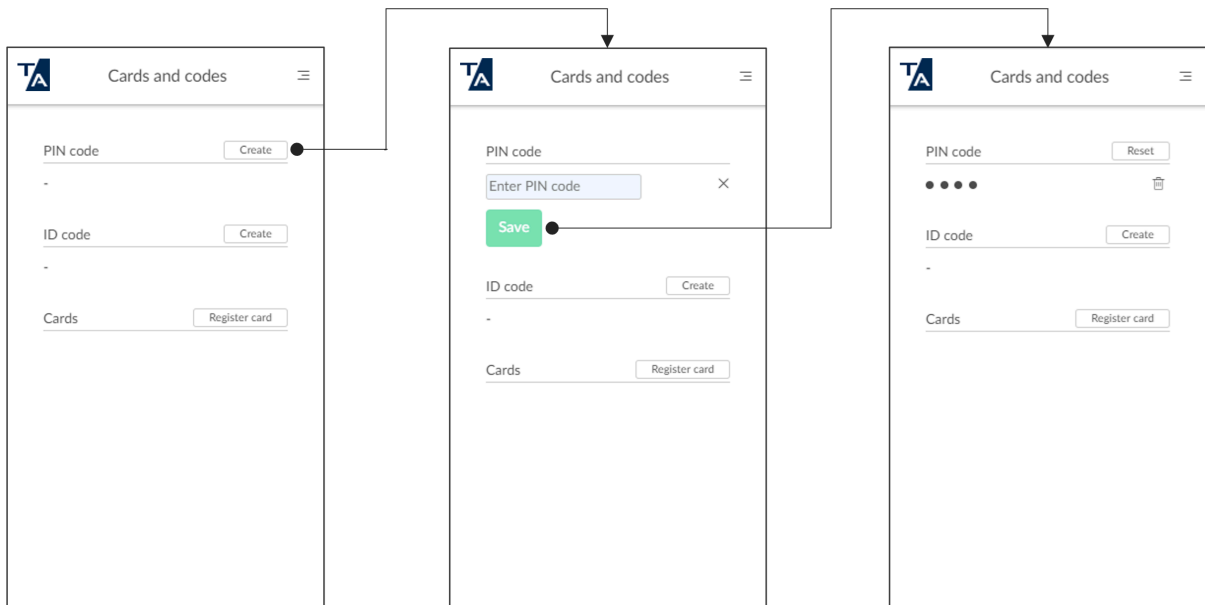 TA Cards and codes
PIN code Create
-
ID code Create
-
Cards Register card
TA Cards and codes
PIN code
Enter PIN code
Save
ID code Create
-
Cards Register card
TA Cards and codes
PIN code Reset
ID code Create
-
Cards Register card